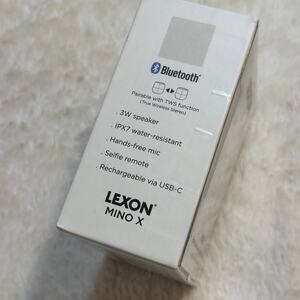 Bluetooth®
Pairable with TWS function
(True Wireless Stereo)
. 3W speaker
. IPX7 water-resistant
. Hands-free mic
. Selfie remote
. Rechargeable via USB-C
LEXON®
MINO X